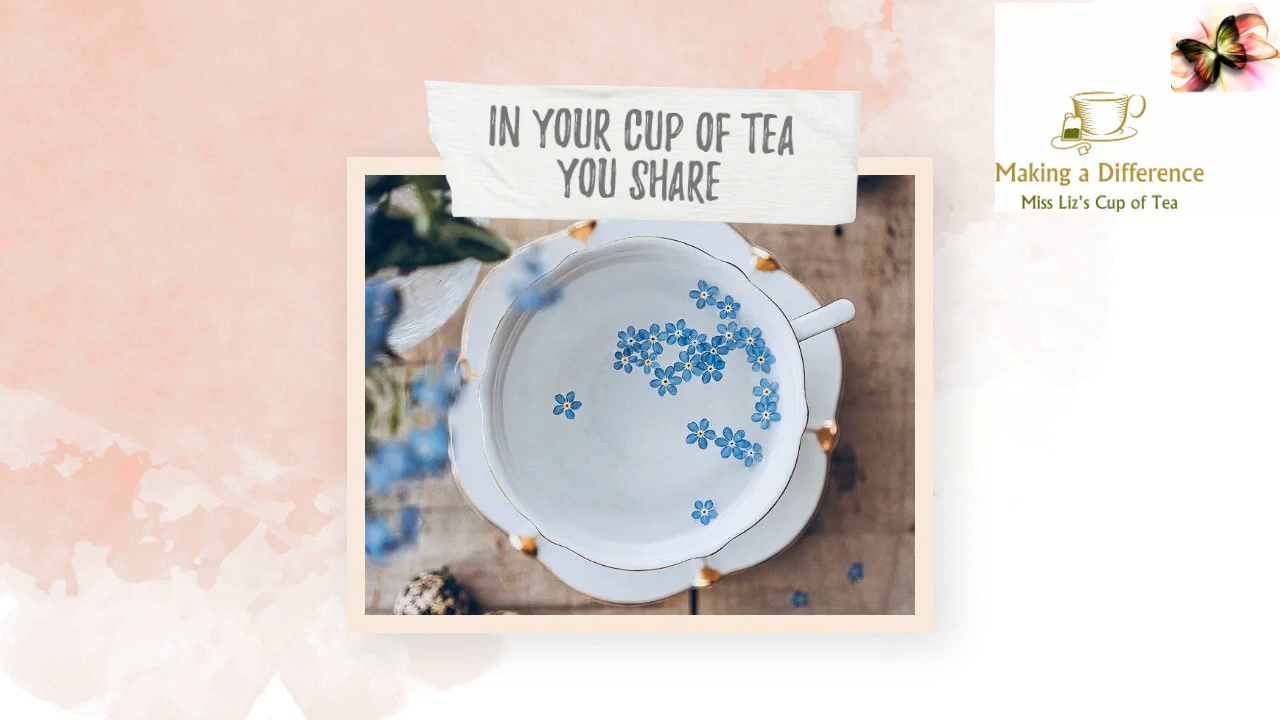 IN YOUR CUP OF TEA
YOU SHARE
Making a Difference
Miss Liz's Cup of Tea